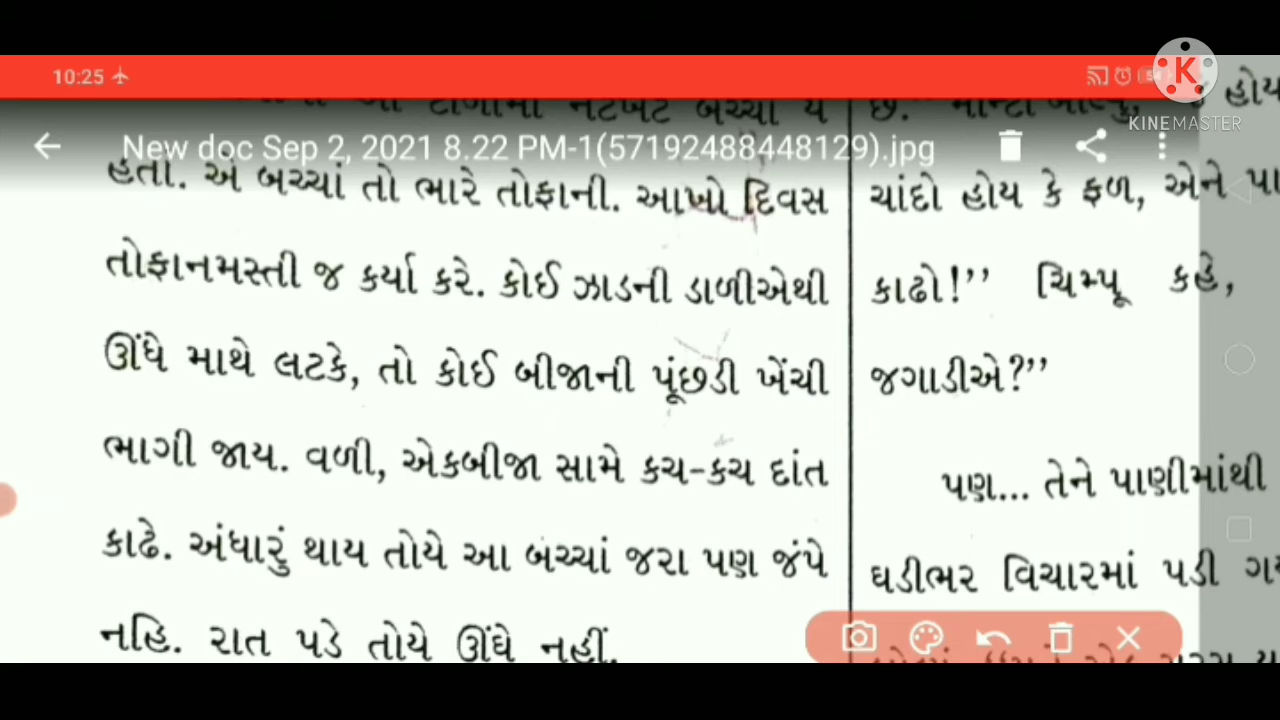 10:25
KINEMASTER
New doc Sep 2, 2021 8.22 PM-1(57192488448129).jpg
નટખટ બચ્ચાં ય
હતાં. એ બચ્ચાં તો ભારે તોફાની. આખો દિવસ
તોફાનમસ્તી જ કર્યા કરે. કોઈ ઝાડની ડાળીએથી
ઊંધે માથે લટકે, તો કોઈ બીજાની પૂંછડી ખેંચી
ભાગી જાય. વળી, એકબીજા સામે કચ-કચ દાંત
કાઢે. અંધારું થાય તોયે આ બચ્ચાં જરા પણ જંપે
નહિ. રાત પડે તોયે ઊંઘે નહીં.
છે.
હોય
ચાંદો હોય કે ફળ, એને પા
કાઢો!’’ ચિમ્પૂ કહે,
જગાડીએ?’’
પણ... તેને પાણીમાંથી
ઘડીભર વિચારમાં પડી ગ